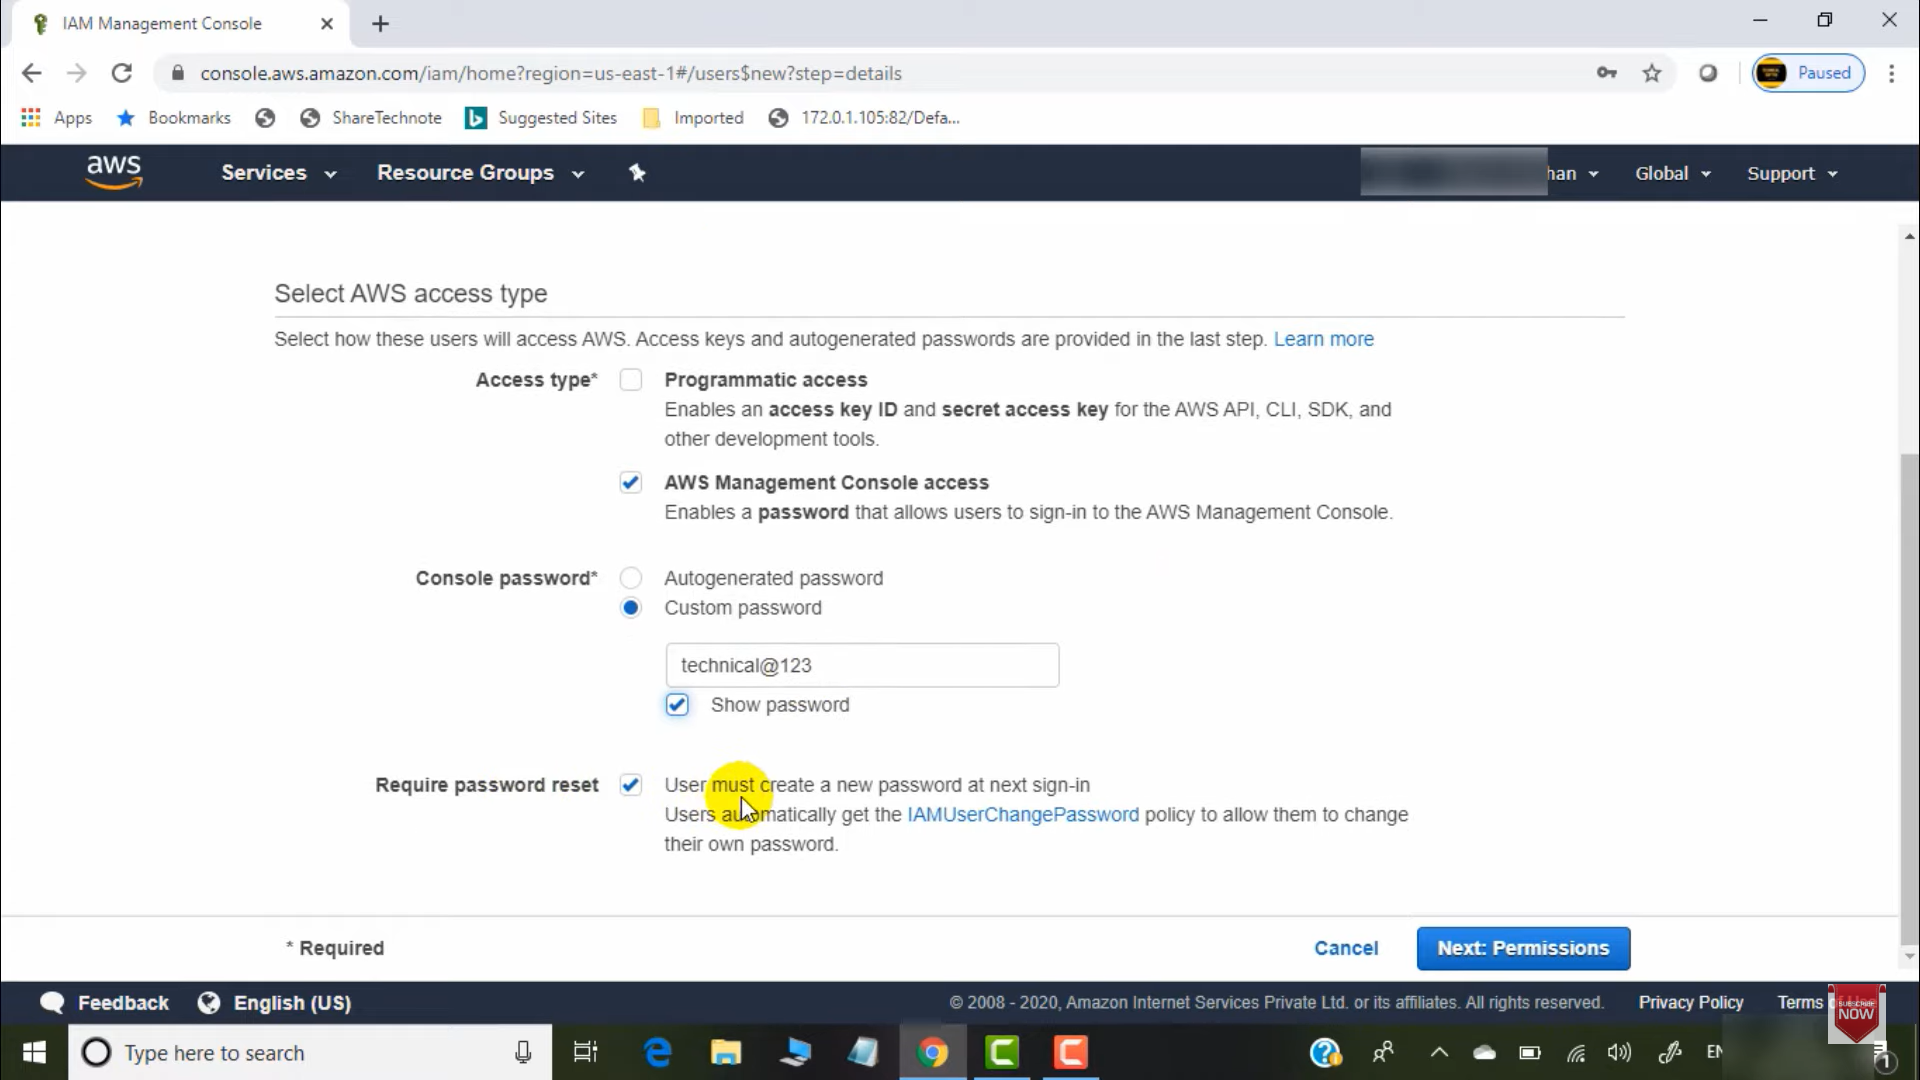 IAM Management Console
console.aws.amazon.com/iam/home?region=us-east-1#/users$new?step=details
Paused
Apps
Bookmarks
ShareTechnote
Suggested Sites
Imported
172.0.1.105:82/Defa...
aws
Services
Resource Groups
han
Global
Support
Select AWS access type
Select how these users will access AWS. Access keys and autogenerated passwords are provided in the last step. Learn more
Access type*
Programmatic access
Enables an access key ID and secret access key for the AWS API, CLI, SDK, and
other development tools.
AWS Management Console access
Enables a password that allows users to sign-in to the AWS Management Console.
Console password*
Autogenerated password
Custom password
technical@123
Show password
Require password reset
User must create a new password at next sign-in
Users automatically get the IAMUserChangePassword policy to allow them to change
their own password.
* Required
Cancel
Next: Permissions
Feedback
English (US)
© 2008 - 2020, Amazon Internet Services Private Ltd. or its affiliates. All rights reserved.
Privacy Policy
Terms
SUBSCRIBE
NOW
Type here to search
1